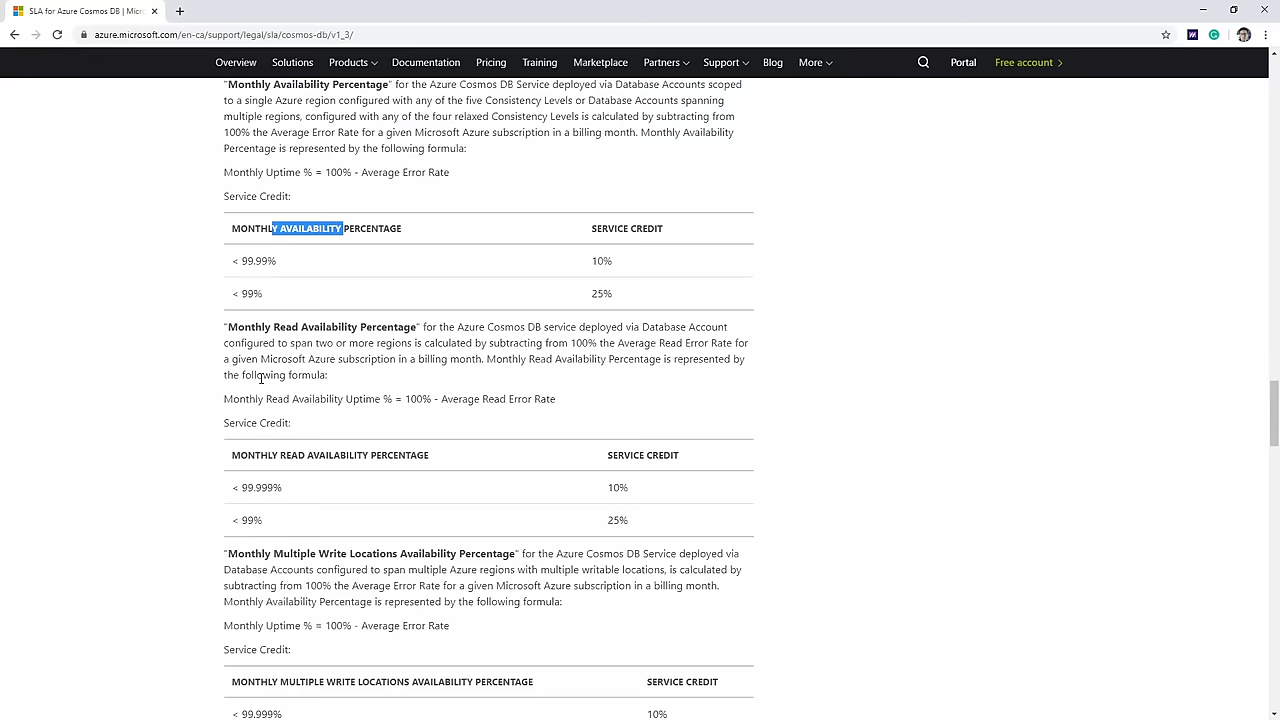 SLA for Azure Cosmos DB | Micro
azure.microsoft.com/en-ca/support/legal/sla/cosmos-db/v1_3/
Overview Solutions Products Documentation Pricing Training Marketplace Partners Support Blog More Portal Free account
"Monthly Availability Percentage" for the Azure Cosmos DB Service deployed via Database Accounts scoped
to a single Azure region configured with any of the five Consistency Levels or Database Accounts spanning
multiple regions, configured with any of the four relaxed Consistency Levels is calculated by subtracting from
100% the Average Error Rate for a given Microsoft Azure subscription in a billing month. Monthly Availability
Percentage is represented by the following formula:
Monthly Uptime % = 100% - Average Error Rate
Service Credit:
MONTHLY AVAILABILITY PERCENTAGE SERVICE CREDIT
< 99.99% 10%
< 99% 25%
"Monthly Read Availability Percentage" for the Azure Cosmos DB service deployed via Database Account
configured to span two or more regions is calculated by subtracting from 100% the Average Read Error Rate for
a given Microsoft Azure subscription in a billing month. Monthly Read Availability Percentage is represented by
the following formula:
Monthly Read Availability Uptime % = 100% - Average Read Error Rate
Service Credit:
MONTHLY READ AVAILABILITY PERCENTAGE SERVICE CREDIT
< 99.999% 10%
< 99% 25%
"Monthly Multiple Write Locations Availability Percentage" for the Azure Cosmos DB Service deployed via
Database Accounts configured to span multiple Azure regions with multiple writable locations, is calculated by
subtracting from 100% the Average Error Rate for a given Microsoft Azure subscription in a billing month.
Monthly Availability Percentage is represented by the following formula:
Monthly Uptime % = 100% - Average Error Rate
Service Credit:
MONTHLY MULTIPLE WRITE LOCATIONS AVAILABILITY PERCENTAGE SERVICE CREDIT
< 99.999% 10%